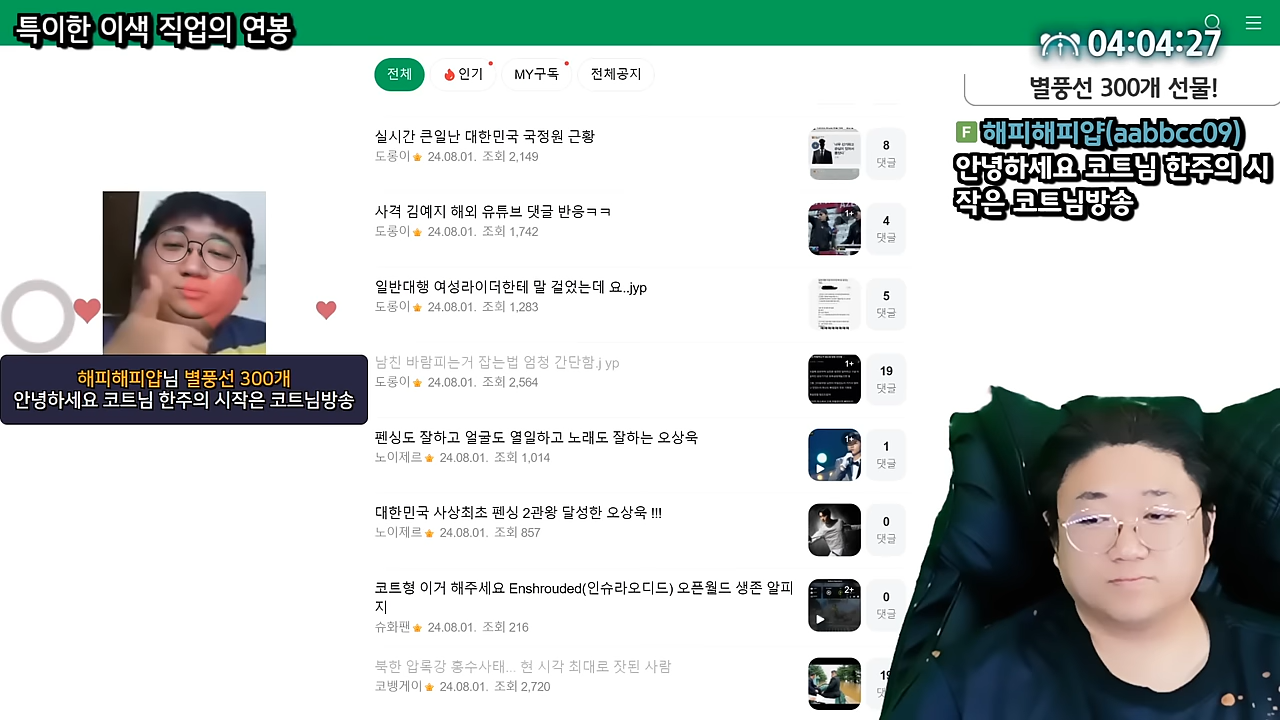 특이한 이색 직업의 연봉
04:04:27
전체
인기
MY구독
전체공지
별풍선 300개 선물!
F 해피해피얍(aabbcc09)
안녕하세요 코트님 한주의 시
작은 코트님방송
실시간 큰일난 대한민국 국정원 근황
도롱이 24.08.01. 조회 2,149
8
댓글
사격 김예지 해외 유튜브 댓글 반응ㅋㅋ
도롱이 24.08.01. 조회 1,742
1+
4
댓글
일반대행 여성분이 나한테 말 걸었는데 요..jyp
도롱이 24.08.01. 조회 1,283
5
댓글
남친 바람피는거 잡는법 엄청 간단함.j yp
도롱이 24.08.01. 조회 2,564
1+
19
댓글
해피해피얍님 별풍선 300개
안녕하세요 코트님 한주의 시작은 코트님방송
펜싱도 잘하고 얼굴도 열일하고 노래도 잘하는 오상욱
노이제르 24.08.01. 조회 1,014
1+
1
댓글
대한민국 사상최초 펜싱 2관왕 달성한 오상욱 !!!
노이제르 24.08.01. 조회 857
0
댓글
코트형 이거 해주세요 Enshrouded(인슈라오디드) 오픈월드 생존 알피
지
슈화팬 24.08.01. 조회 216
2+
0
댓글
북한 압록강 홍수사태... 현 시각 최대로 잣된 사람
코벵게이 24.08.01. 조회 2,720